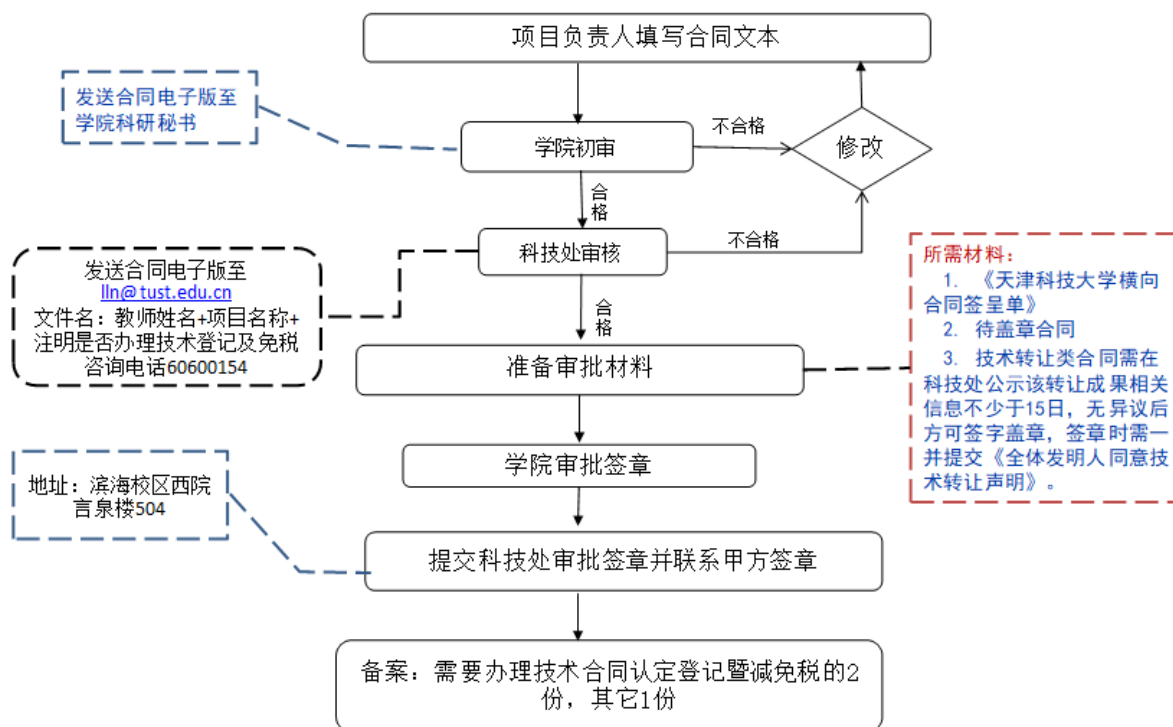 项目负责人填写合同文本
发送合同电子版至
学院科研秘书
学院初审
不合格
修改
合
格
科技处审核
不合格
发送合同电子版至
lln@tust.edu.cn
文件名：教师姓名+项目名称+
注明是否办理技术登记及免税
咨询电话60600154
合
格
所需材料：
1. 《天津科技大学横向
合同签呈单》
2. 待盖章合同
3. 技术转让类合同需在
科技处公示该转让成果相关
信息不少于15日，无异议后
方可签字盖章，签章时需一
并提交《全体发明人同意技
术转让声明》。
准备审批材料
学院审批签章
地址：滨海校区西院
言泉楼504
提交科技处审批签章并联系甲方签章
备案：需要办理技术合同认定登记暨减免税的2
份，其它1份